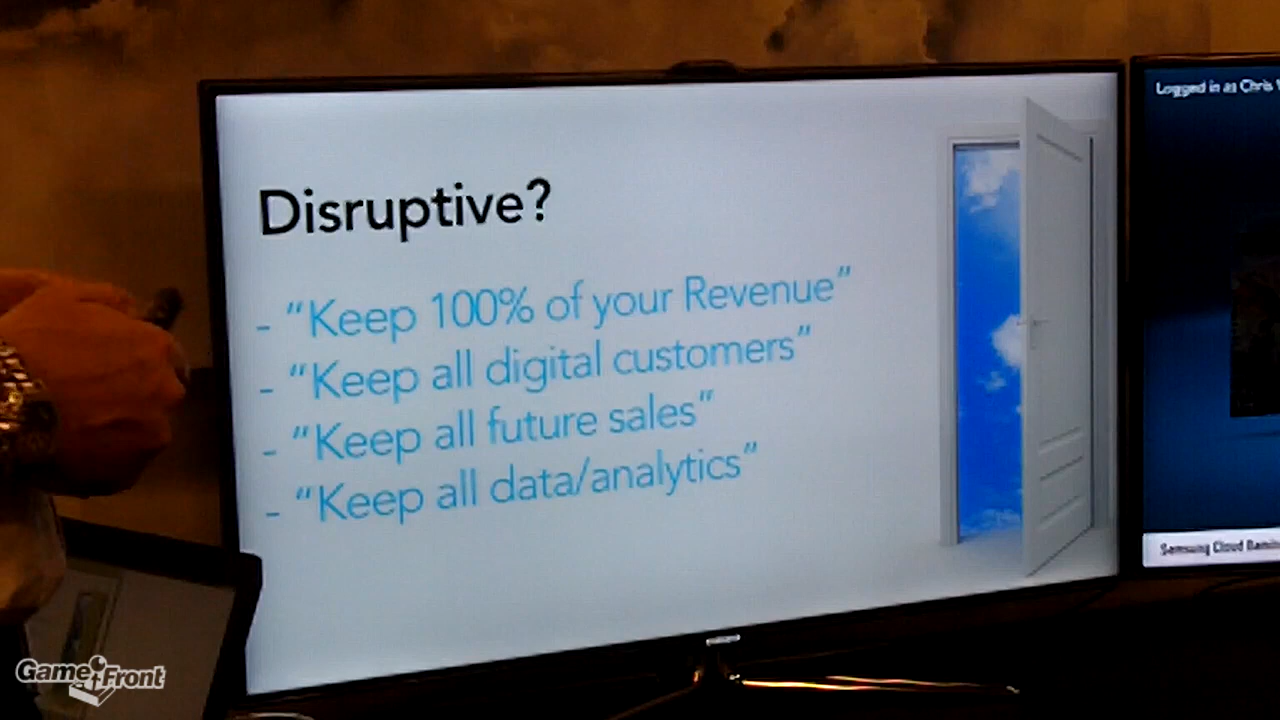 Disruptive?
- “Keep 100% of your Revenue”
- “Keep all digital customers”
- “Keep all future sales”
- “Keep all data/analytics”
Logged in as Chris
Samsung Cloud
GameFront